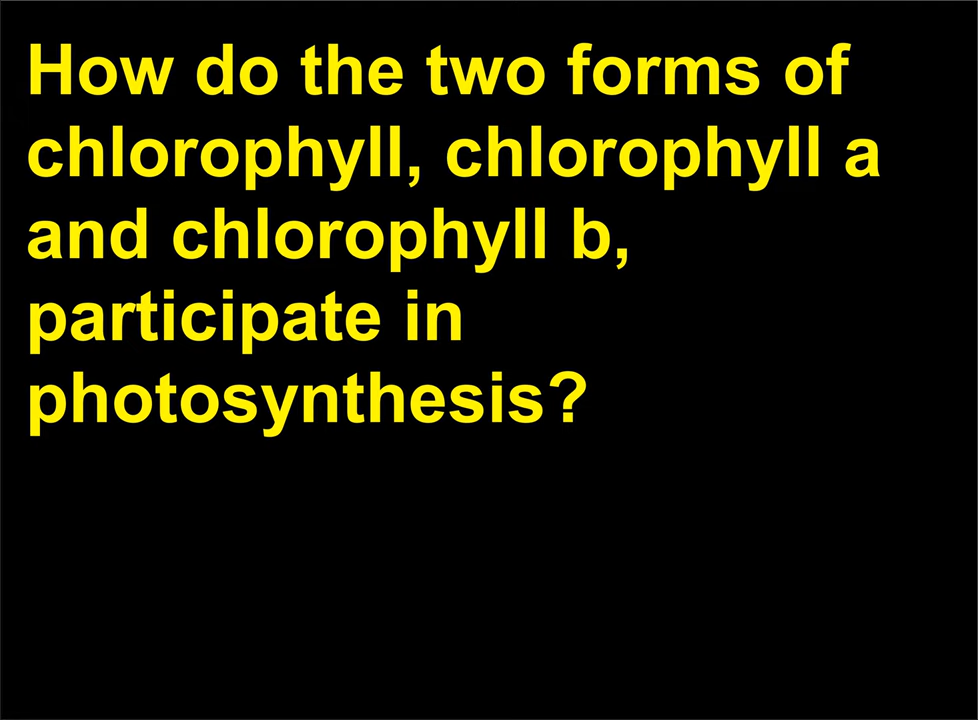 How do the two forms of
chlorophyll, chlorophyll a
and chlorophyll b,
participate in
photosynthesis?